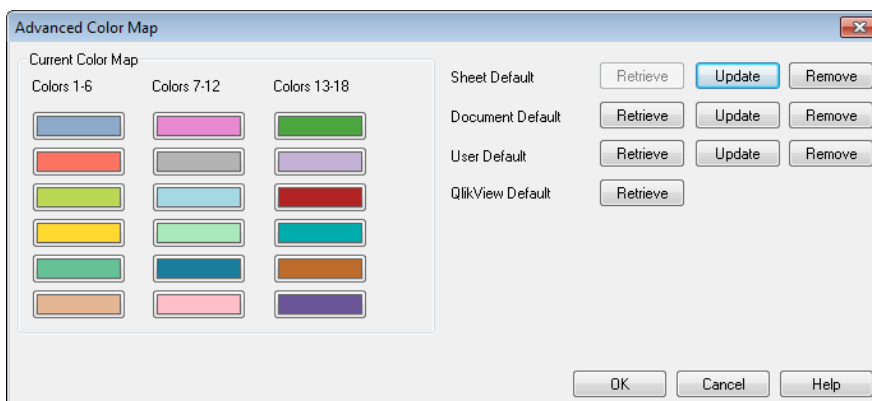 Advanced Color Map
Current Color Map
Colors 1-6 Colors 7-12 Colors 13-18
Sheet Default Retrieve Update Remove
Document Default Retrieve Update Remove
User Default Retrieve Update Remove
QlikView Default Retrieve
OK Cancel Help